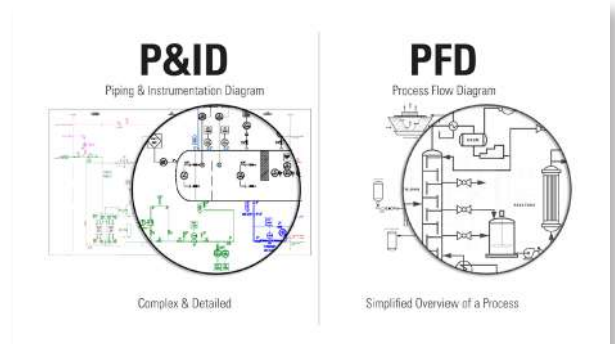 P&ID
Piping & Instrumentation Diagram
Complex & Detailed
PFD
Process Flow Diagram
Simplified Overview of a Process